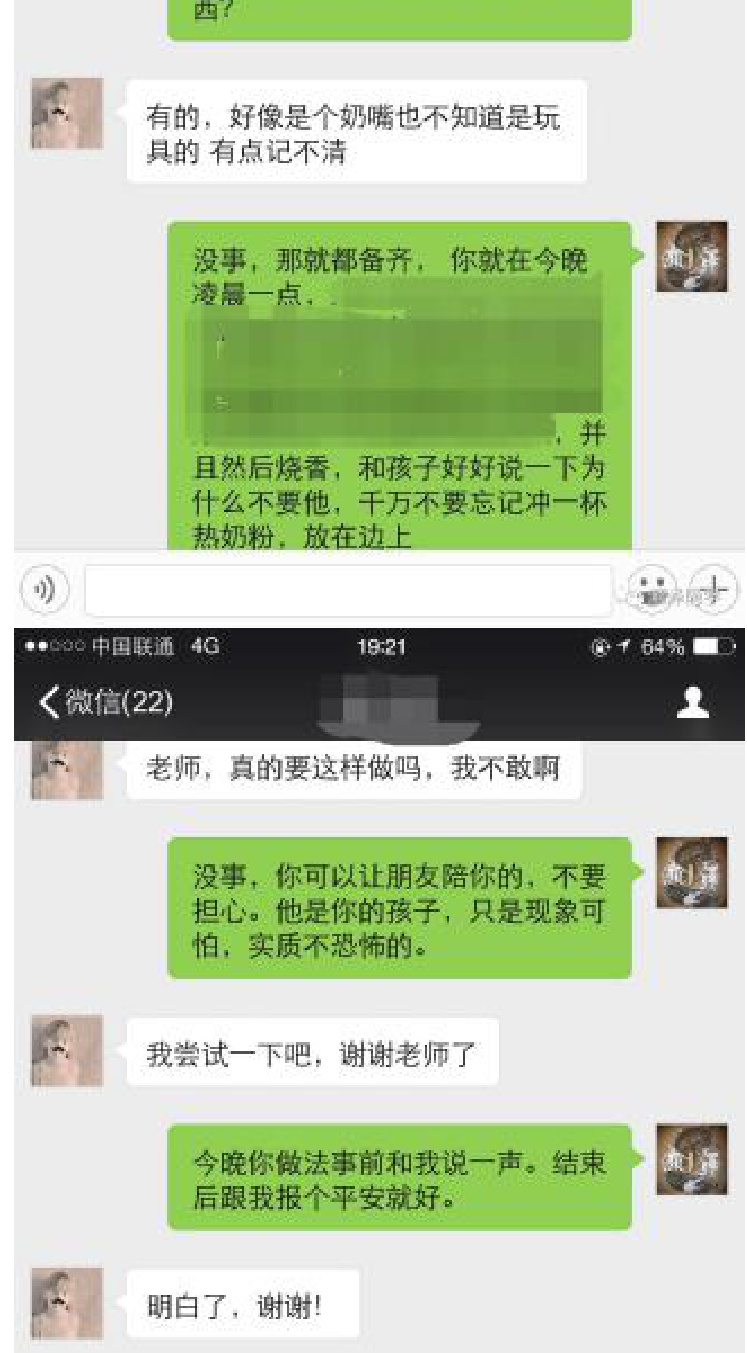 西?
有的，好像是个奶嘴也不知道是玩
具的 有点记不清
没事，那就都备齐， 你就在今晚
凌晨一点，
，并
且然后烧香，和孩子好好说一下为
什么不要他，千万不要忘记冲一杯
热奶粉，放在边上
中国联通 4G 19:21 64%
微信(22)
老师，真的要这样做吗，我不敢啊
没事，你可以让朋友陪你的，不要
担心。他是你的孩子，只是现象可
怕，实质不恐怖的。
我尝试一下吧，谢谢老师了
今晚你做法事前和我说一声。结束
后跟我报个平安就好。
明白了，谢谢!